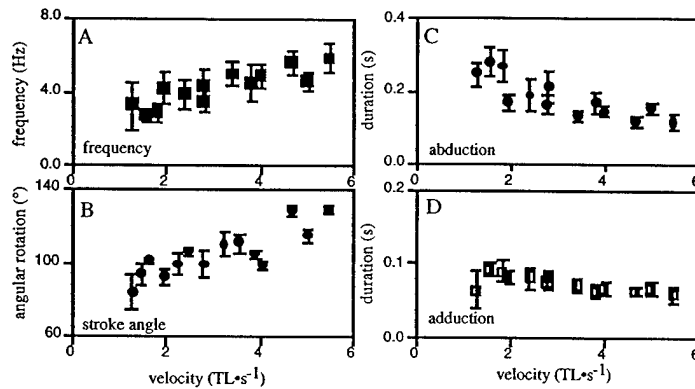 8.0
A
frequency (Hz)
4.0
frequency
0.0
0 2 4 6
140
B
angular rotation (°)
100
stroke angle
60
0 2 4 6
velocity (TL•s-1)
0.4
C
duration (s)
0.2
abduction
0.0
0 2 4 6
0.2
D
duration (s)
0.1
adduction
0.0
0 2 4 6
velocity (TL•s-1)